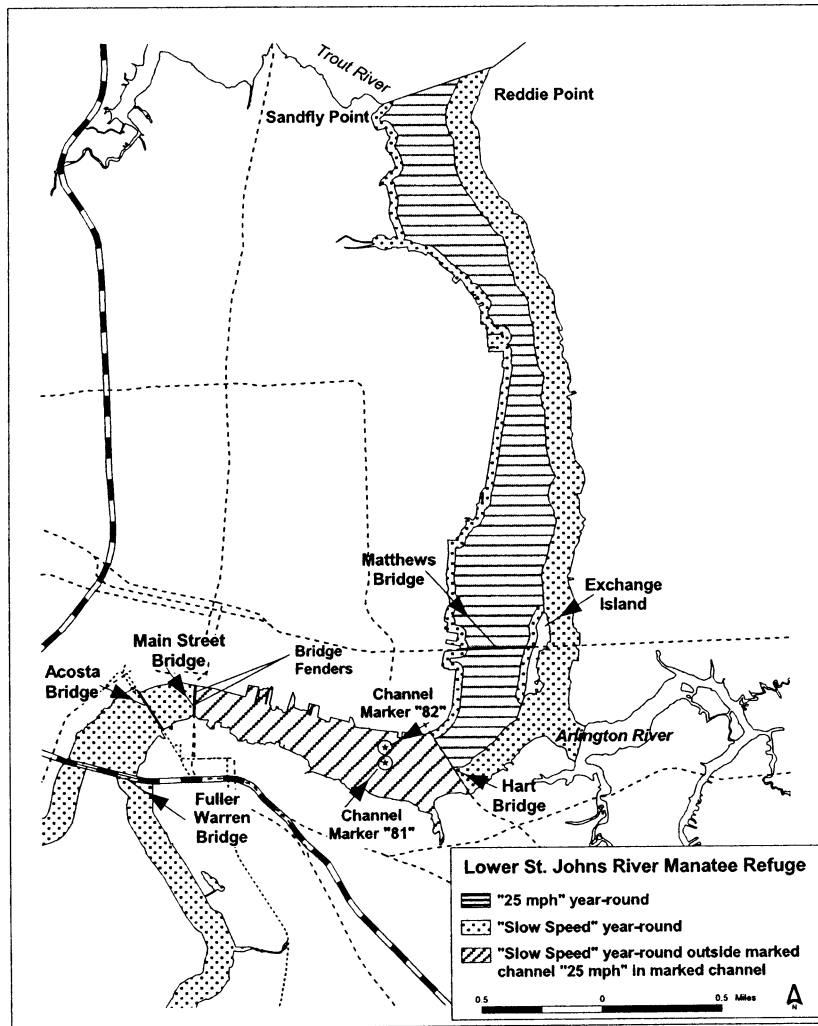 Trout River
Reddie Point
Sandfly Point
Matthews
Bridge
Exchange
Island
Main Street
Bridge
Bridge
Fenders
Acosta
Bridge
Channel
Marker "82"
Arlington River
Hart
Bridge
Fuller
Warren
Bridge
Channel
Marker "81"
Lower St. Johns River Manatee Refuge
"25 mph" year-round
"Slow Speed" year-round
"Slow Speed" year-round outside marked
channel "25 mph" in marked channel
0.5 0 0.5 Miles
N